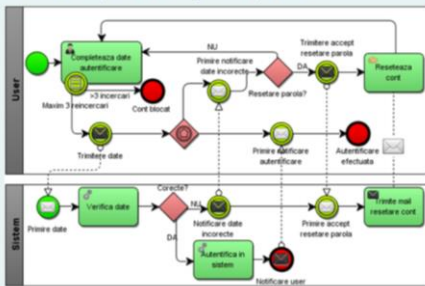 User
Completeaza date
autentificare
>3 incercari
Maxim 3 reincercari
Cont blocat
Trimitere date
NU
Primire notificare
date incorecte
Resetare parola?
DA
Trimitere accept
resetare parola
Reseteaza
cont
Primire notificare
autentificare
Autentificare
efectuata
Sistem
Primire date
Verifica date
Corecte?
NU
DA
Notificare date
incorecte
Autentifica in
sistem
Notificare user
Primire accept
resetare parola
Trimite mail
resetare cont